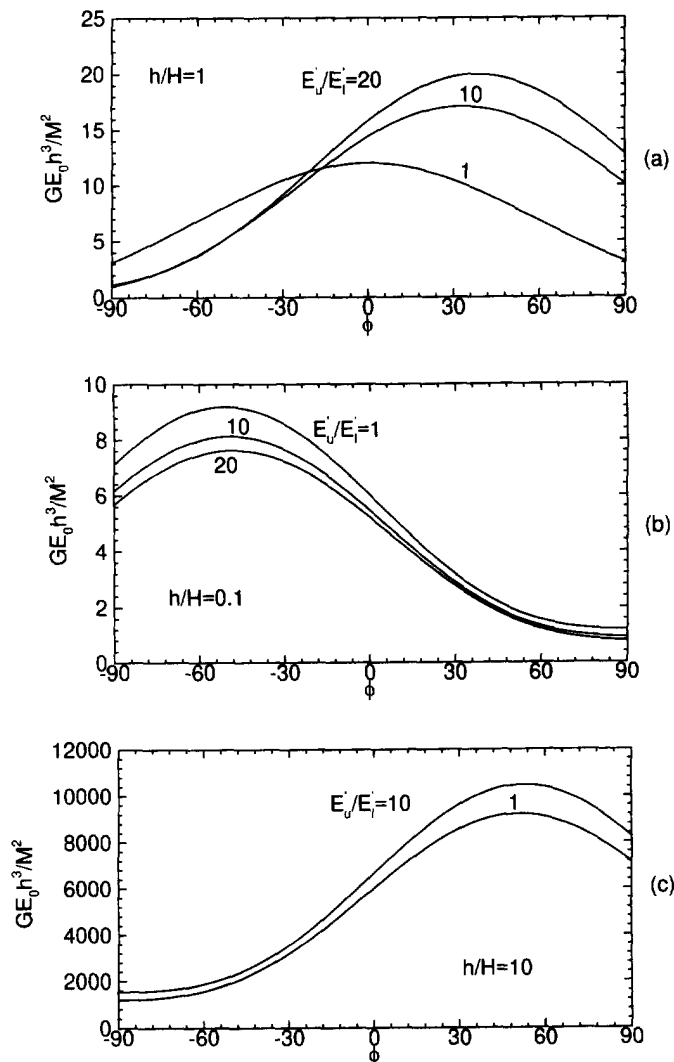 25
20
15
10
5
0
GE₀h³/M²
h/H=1
E'ᵤ/E'ₗ=20
10
1
(a)
-90 -60 -30 0 30 60 90
ϕ
10
8
6
4
2
0
GE₀h³/M²
E'ᵤ/E'ₗ=1
10
20
h/H=0.1
(b)
-90 -60 -30 0 30 60 90
ϕ
12000
10000
8000
6000
4000
2000
0
GE₀h³/M²
E'ᵤ/E'ₗ=10
1
h/H=10
(c)
-90 -60 -30 0 30 60 90
ϕ